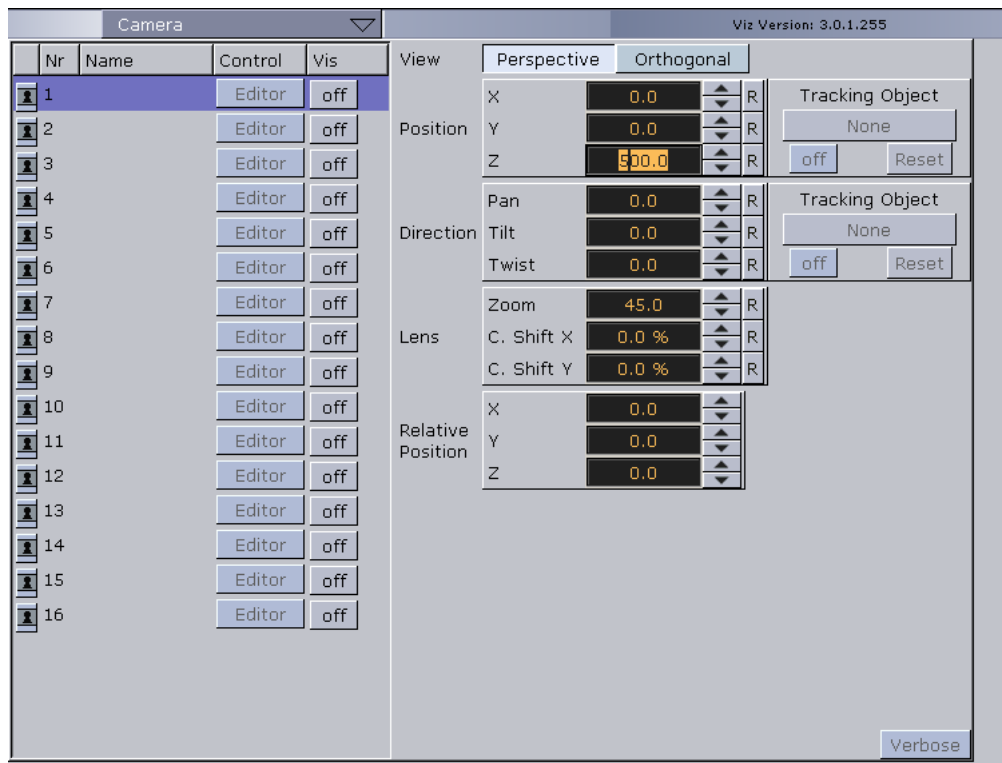 Camera Viz Version: 3.0.1.255
Nr Name Control Vis
1 Editor off
2 Editor off
3 Editor off
4 Editor off
5 Editor off
6 Editor off
7 Editor off
8 Editor off
9 Editor off
10 Editor off
11 Editor off
12 Editor off
13 Editor off
14 Editor off
15 Editor off
16 Editor off
View Perspective Orthogonal
Position
X 0.0 R
Y 0.0 R
Z 500.0 R
Tracking Object
None
off Reset
Direction
Pan 0.0 R
Tilt 0.0 R
Twist 0.0 R
Tracking Object
None
off Reset
Lens
Zoom 45.0 R
C. Shift X 0.0 % R
C. Shift Y 0.0 % R
Relative
Position
X 0.0
Y 0.0
Z 0.0
Verbose